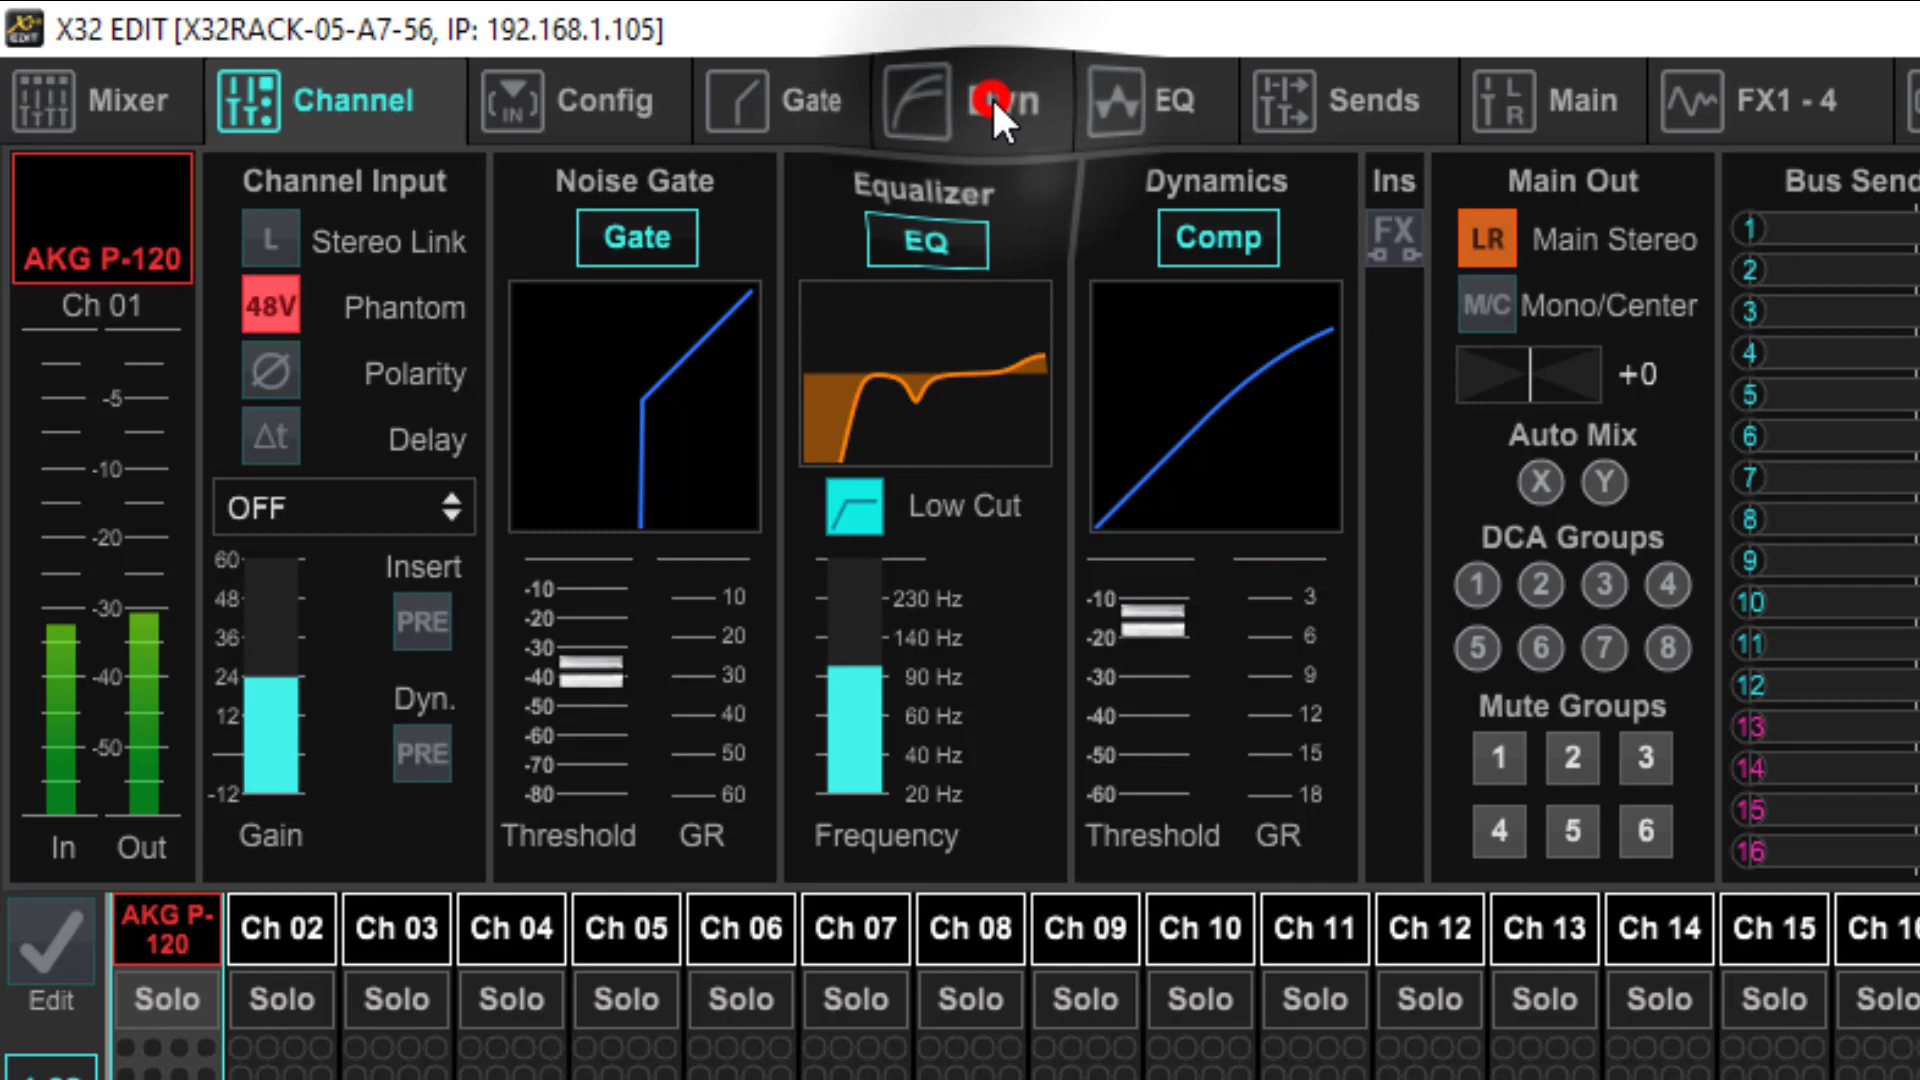 X32 EDIT [X32RACK-05-A7-56, IP: 192.168.1.105]
Mixer Channel Config Gate EQ Sends Main FX1 - 4
AKG P-120
Ch 01
-5
-10
-20
-30
-40
-50
In Out
Channel Input
L Stereo Link
48V Phantom
Ø Polarity
Δt Delay
OFF
60
48
36
24
12
-12
Gain
Insert
PRE
Dyn.
PRE
Noise Gate
Gate
-10
-20
-30
-40
-50
-60
-70
-80
Threshold
10
20
30
40
50
60
GR
Equalizer
EQ
Low Cut
230 Hz
140 Hz
90 Hz
60 Hz
40 Hz
20 Hz
Frequency
Dynamics
Comp
-10
-20
-30
-40
-50
-60
Threshold
3
6
9
12
15
18
GR
Ins
FX
Main Out
LR Main Stereo
M/C Mono/Center
+0
Auto Mix
X Y
DCA Groups
1 2 3 4
5 6 7 8
Mute Groups
1 2 3
4 5 6
Bus Send
1
2
3
4
5
6
7
8
9
10
11
12
13
14
15
16
Edit
AKG P-
120
Ch 02 Ch 03 Ch 04 Ch 05 Ch 06 Ch 07 Ch 08 Ch 09 Ch 10 Ch 11 Ch 12 Ch 13 Ch 14 Ch 15 Ch 16
Solo Solo Solo Solo Solo Solo Solo Solo Solo Solo Solo Solo Solo Solo Solo Solo